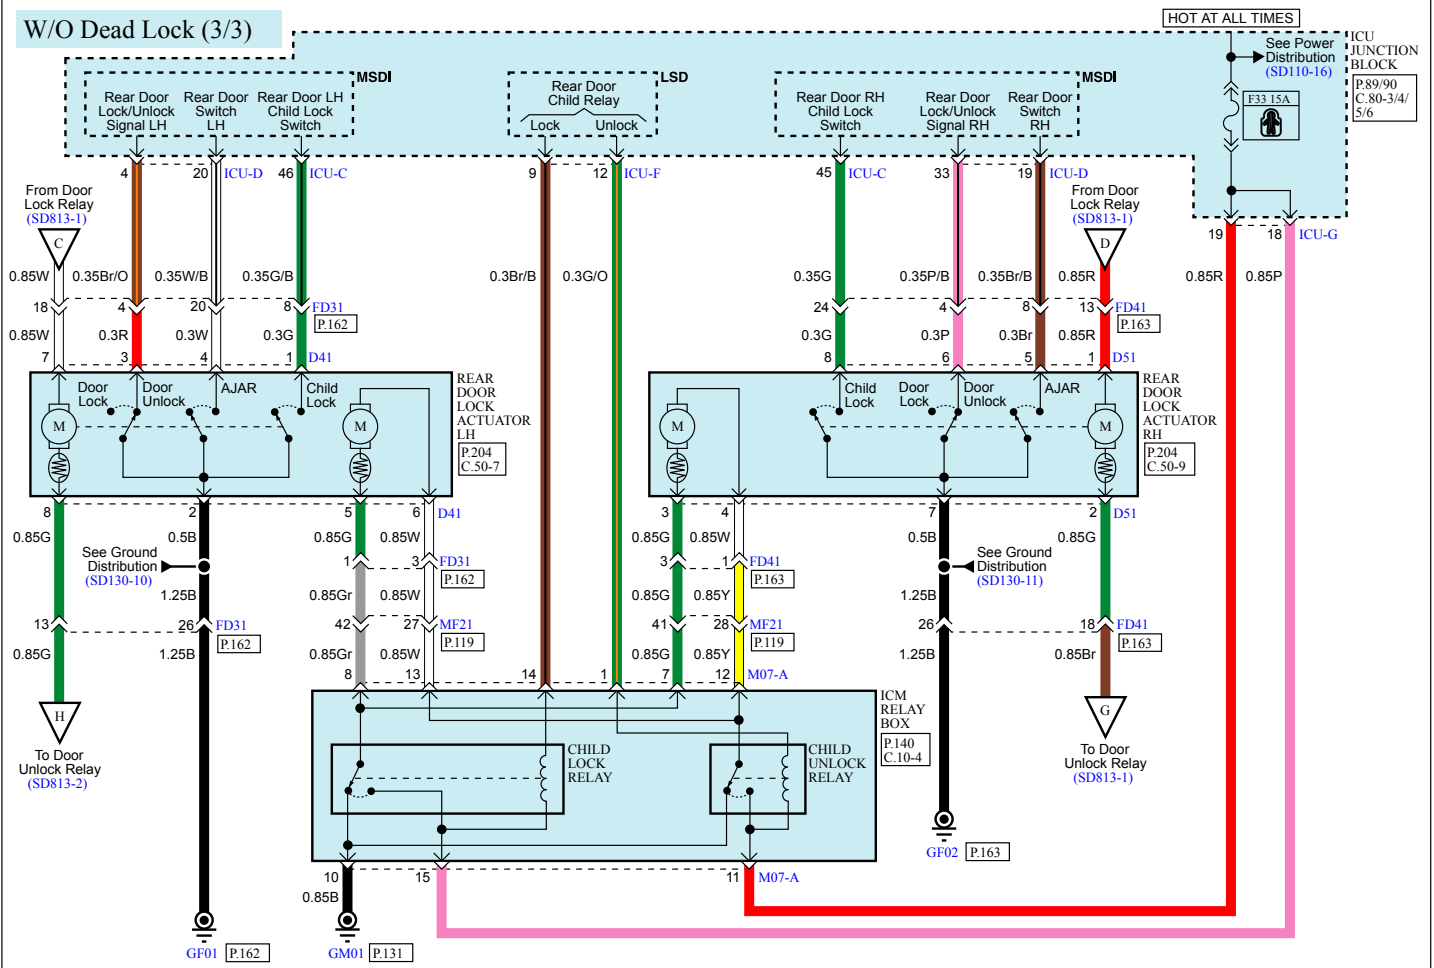 W/O Dead Lock (3/3)
HOT AT ALL TIMES
See Power
Distribution
(SD110-16)
ICU
JUNCTION
BLOCK
P.89/90
C.80-3/4/
5/6
F33 15A
MSDI
LSD
MSDI
Rear Door
Lock/Unlock
Signal LH
Rear Door
Switch
LH
Rear Door LH
Child Lock
Switch
Rear Door
Child Relay
Lock
Unlock
Rear Door RH
Child Lock
Switch
Rear Door
Lock/Unlock
Signal RH
Rear Door
Switch
RH
4
20
ICU-D
46
ICU-C
9
12
ICU-F
45
ICU-C
33
19
ICU-D
19
18
ICU-G
From Door
Lock Relay
(SD813-1)
C
From Door
Lock Relay
(SD813-1)
D
0.85W
0.35Br/O
0.35W/B
0.35G/B
0.3Br/B
0.3G/O
0.35G
0.35P/B
0.35Br/B
0.85R
0.85R
0.85P
18
4
20
8
FD31
P.162
24
4
8
13
FD41
P.163
0.85W
0.3R
0.3W
0.3G
0.3G
0.3P
0.3Br
0.85R
7
3
4
1
D41
8
6
5
1
D51
Door
Lock
Door
Unlock
AJAR
Child
Lock
M
M
REAR
DOOR
LOCK
ACTUATOR
LH
P.204
C.50-7
M
Child
Lock
Door
Lock
Door
Unlock
AJAR
M
REAR
DOOR
LOCK
ACTUATOR
RH
P.204
C.50-9
8
2
5
6
D41
3
4
7
2
D51
0.85G
0.5B
0.85G
0.85W
0.85G
0.85W
0.5B
0.85G
See Ground
Distribution
(SD130-10)
1
3
FD31
P.162
3
1
FD41
P.163
See Ground
Distribution
(SD130-11)
1.25B
0.85Gr
0.85W
0.85G
0.85Y
1.25B
13
26
FD31
P.162
42
27
MF21
P.119
41
28
MF21
P.119
26
18
FD41
P.163
0.85G
1.25B
0.85Gr
0.85W
0.85G
0.85Y
1.25B
0.85Br
8
13
14
1
7
12
M07-A
H
To Door
Unlock Relay
(SD813-2)
G
To Door
Unlock Relay
(SD813-1)
ICM
RELAY
BOX
P.140
C.10-4
CHILD
LOCK
RELAY
CHILD
UNLOCK
RELAY
GF02
P.163
10
15
11
M07-A
0.85B
GF01
P.162
GM01
P.131